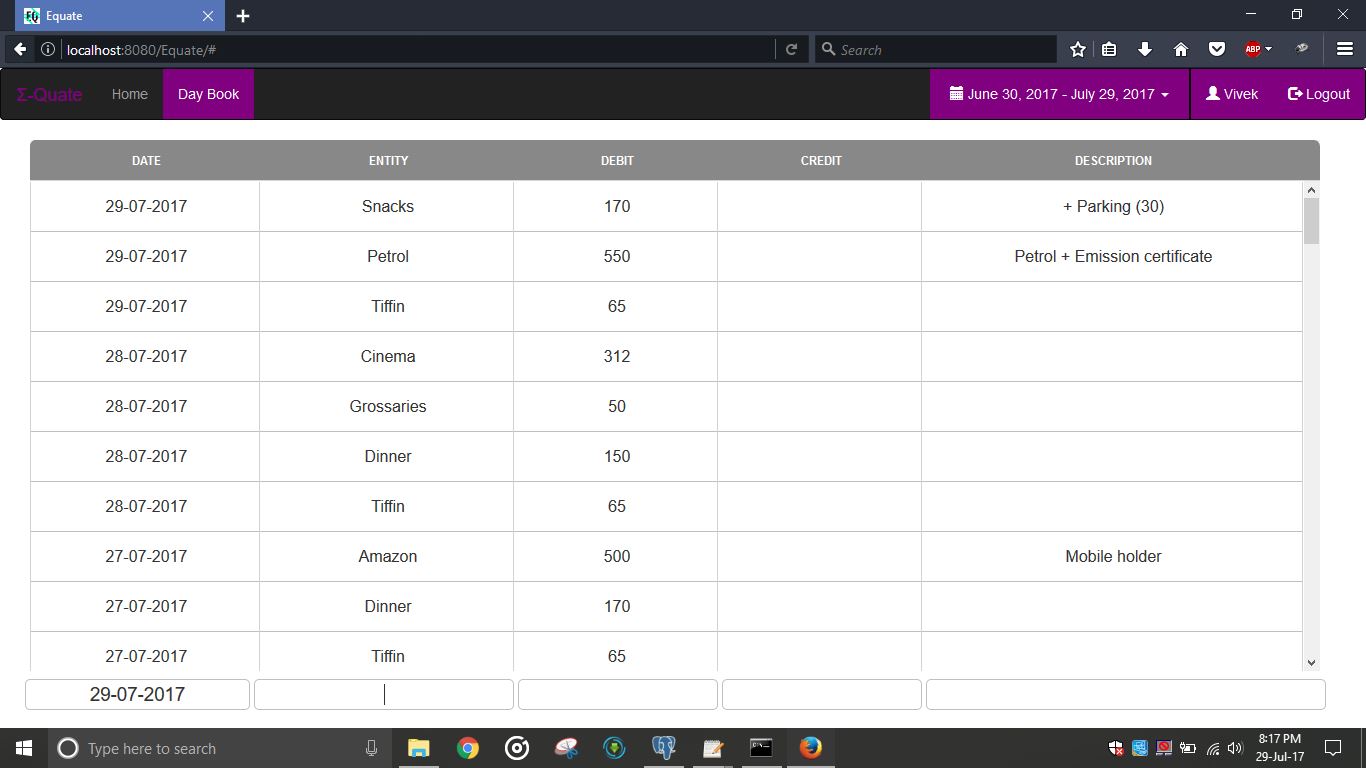 Equate
localhost:8080/Equate/#
Search
ABP
Σ-Quate Home Day Book June 30, 2017 - July 29, 2017 Vivek Logout
DATE ENTITY DEBIT CREDIT DESCRIPTION
29-07-2017 Snacks 170 + Parking (30)
29-07-2017 Petrol 550 Petrol + Emission certificate
29-07-2017 Tiffin 65
28-07-2017 Cinema 312
28-07-2017 Grossaries 50
28-07-2017 Dinner 150
28-07-2017 Tiffin 65
27-07-2017 Amazon 500 Mobile holder
27-07-2017 Dinner 170
27-07-2017 Tiffin 65
29-07-2017
Type here to search
8:17 PM
29-Jul-17